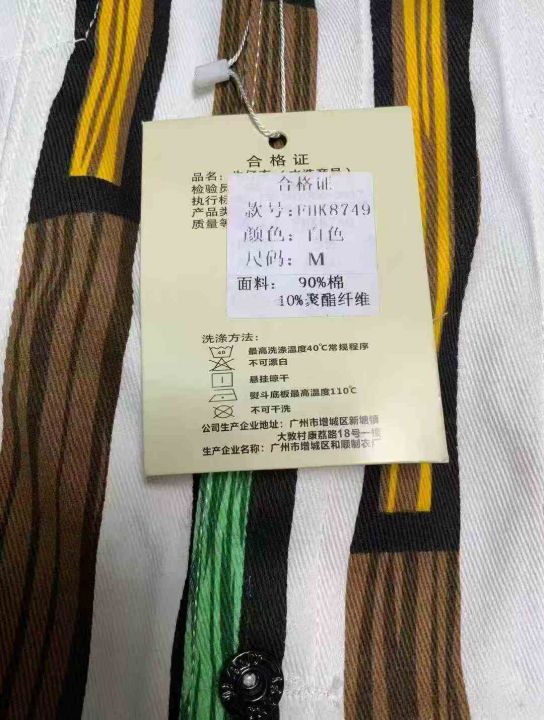 合格证
品名：
检验员
执行标
产品类
质量等
合格证
款号：FHK8749
颜色：白色
尺码：M
面料： 90%棉
10%聚酯纤维
洗涤方法：
40
最高洗涤温度40℃常规程序
不可漂白
悬挂晾干
熨斗底板最高温度110℃
不可干洗
公司生产企业地址：广州市增城区新塘镇
大敦村康荔路18号一楼
生产企业名称：广州市增城区和顺制衣厂